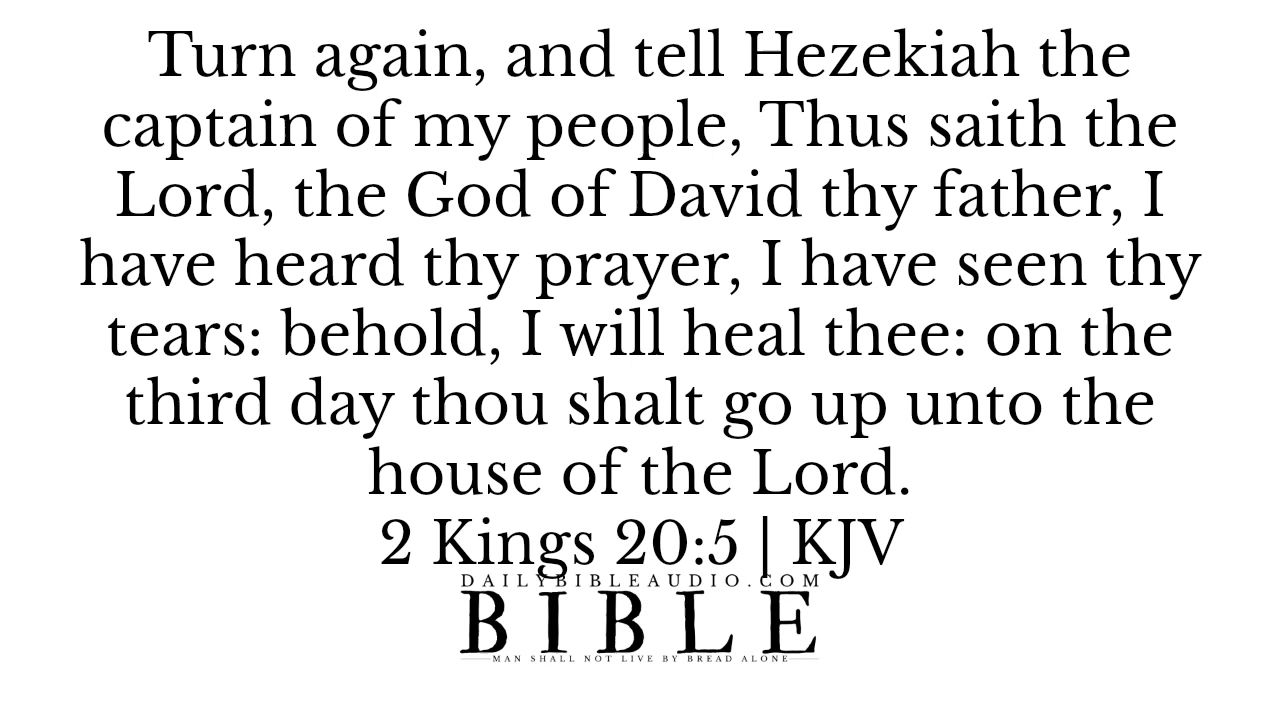 Turn again, and tell Hezekiah the
captain of my people, Thus saith the
Lord, the God of David thy father, I
have heard thy prayer, I have seen thy
tears: behold, I will heal thee: on the
third day thou shalt go up unto the
house of the Lord.
2 Kings 20:5 | KJV
DAILYBIBLEAUDIO.COM
BIBLE
MAN SHALL NOT LIVE BY BREAD ALONE